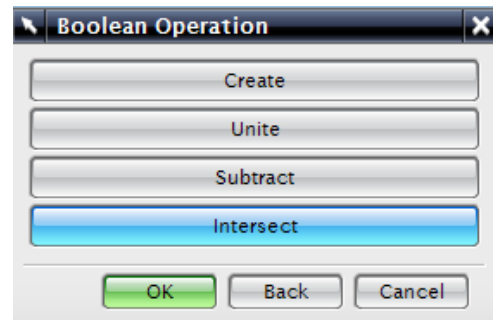 Boolean Operation
Create
Unite
Subtract
Intersect
OK Back Cancel